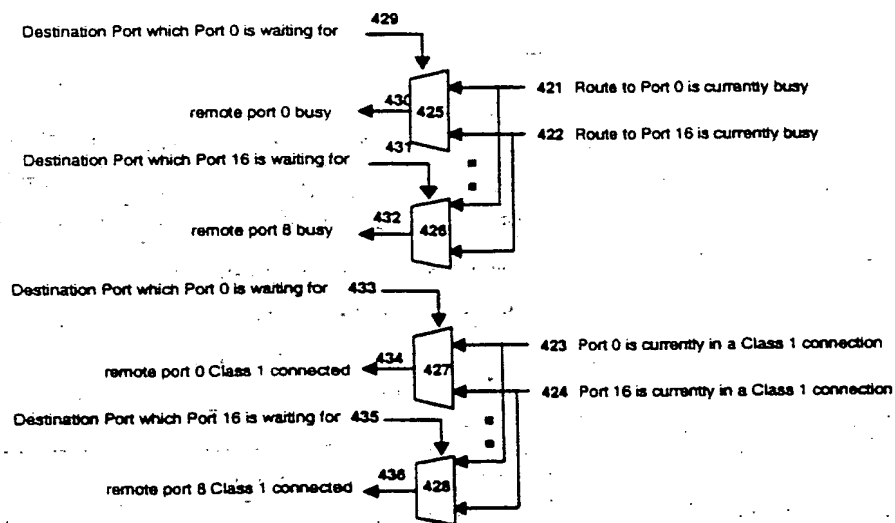 429
Destination Port which Port 0 is waiting for
430
425
421 Route to Port 0 is currently busy
remote port 0 busy
422 Route to Port 16 is currently busy
431
Destination Port which Port 16 is waiting for
432
426
remote port 8 busy
Destination Port which Port 0 is waiting for 433
423 Port 0 is currently in a Class 1 connection
434
427
remote port 0 Class 1 connected
424 Port 16 is currently in a Class 1 connection
Destination Port which Port 16 is waiting for 435
436
428
remote port 8 Class 1 connected